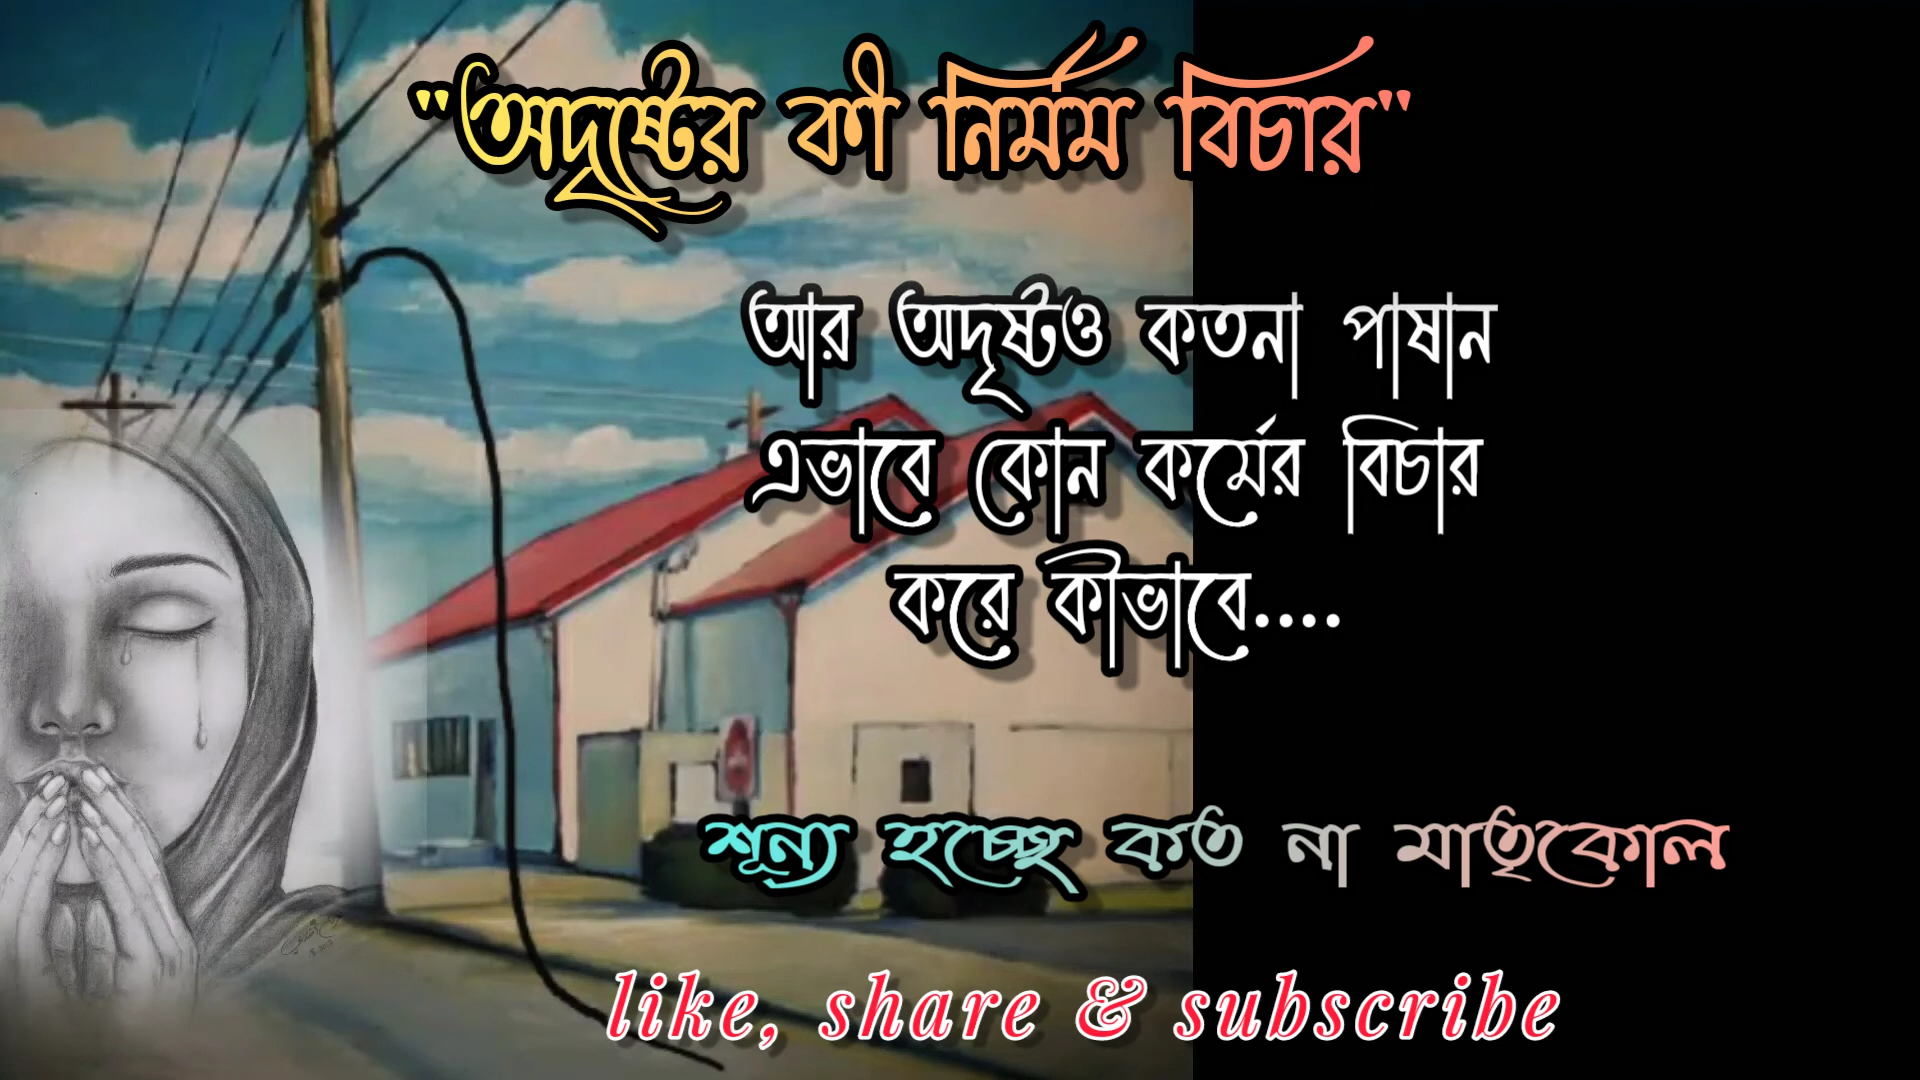 "অদৃষ্টের কী নির্মম বিচার"
আর অদৃষ্টও কতনা পাষান
এভাবে কোন কর্মের বিচার
করে কীভাবে....
শূন্য হচ্ছে কত না মাতৃকোল
like, share & subscribe